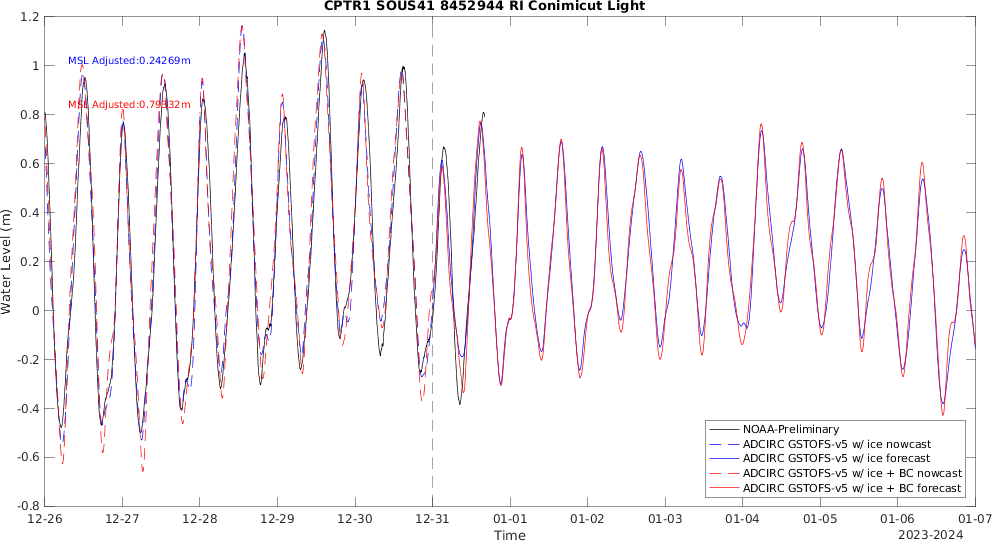 CPTR1 SOUS41 8452944 RI Conimicut Light
1.2
1
0.8
0.6
0.4
0.2
0
-0.2
-0.4
-0.6
-0.8
Water Level (m)
MSL Adjusted:0.24269m
MSL Adjusted:0.79332m
NOAA-Preliminary
ADCIRC GSTOFS-v5 w/ ice nowcast
ADCIRC GSTOFS-v5 w/ ice forecast
ADCIRC GSTOFS-v5 w/ ice + BC nowcast
ADCIRC GSTOFS-v5 w/ ice + BC forecast
12-26 12-27 12-28 12-29 12-30 12-31 01-01 01-02 01-03 01-04 01-05 01-06 01-07
Time
2023-2024